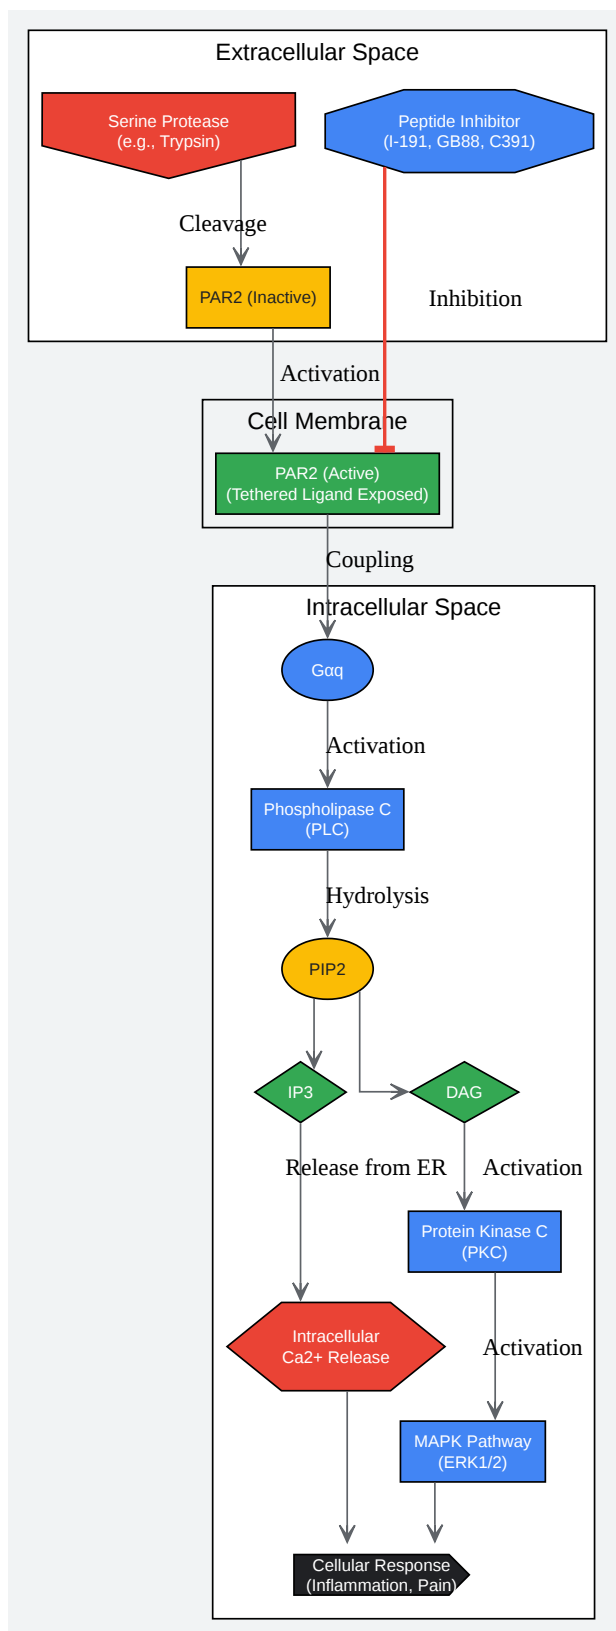 Extracellular Space
Serine Protease
(e.g., Trypsin)
Peptide Inhibitor
(I-191, GB88, C391)
Cleavage
PAR2 (Inactive)
Inhibition
Activation
Cell Membrane
PAR2 (Active)
(Tethered Ligand Exposed)
Coupling
Intracellular Space
Gαq
Activation
Phospholipase C
(PLC)
Hydrolysis
PIP2
IP3
DAG
Release from ER
Activation
Protein Kinase C
(PKC)
Intracellular
Ca2+ Release
Activation
MAPK Pathway
(ERK1/2)
Cellular Response
(Inflammation, Pain)